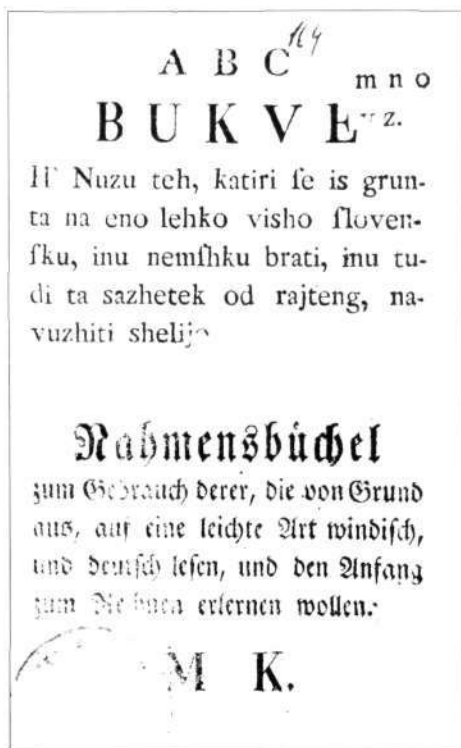 164
A B C
m n o
z.
BUKVE
H' Nuzu teh, katiri ſe is grun-
ta na eno lehko visho ſloven-
ſku, inu nemſhku brati, inu tu-
di ta sazhetek od rajteng, na-
vuzhiti shelijo
Nahmensbüchel
zum Gebrauch derer, die von Grund
aus, auf eine leichte Art windiſch,
und deutſch leſen, und den Anfang
zum Rechnen erlernen wollen.
M K.